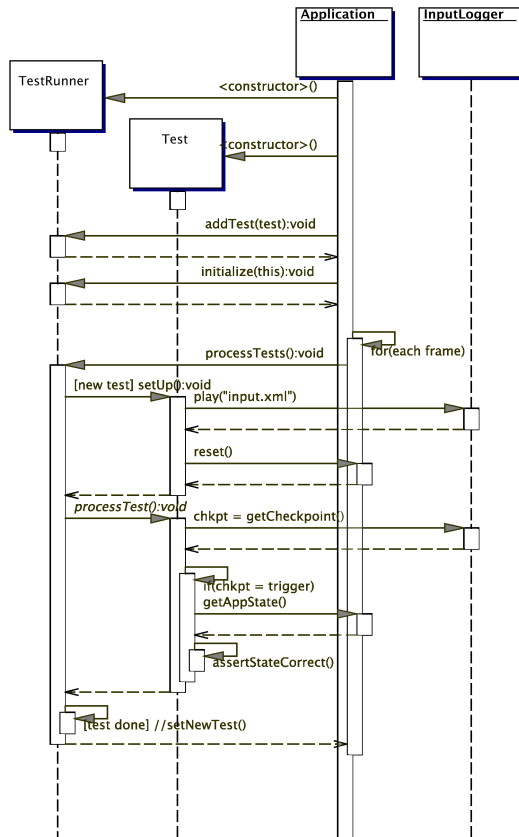 Application
InputLogger
TestRunner
<constructor>()
Test
<constructor>()
addTest(test):void
initialize(this):void
for(each frame)
processTests():void
[new test] setUp():void
play("input.xml")
reset()
processTest():void
chkpt = getCheckpoint()
if(chkpt = trigger)
getAppState()
assertStateCorrect()
[test done] //setNewTest()